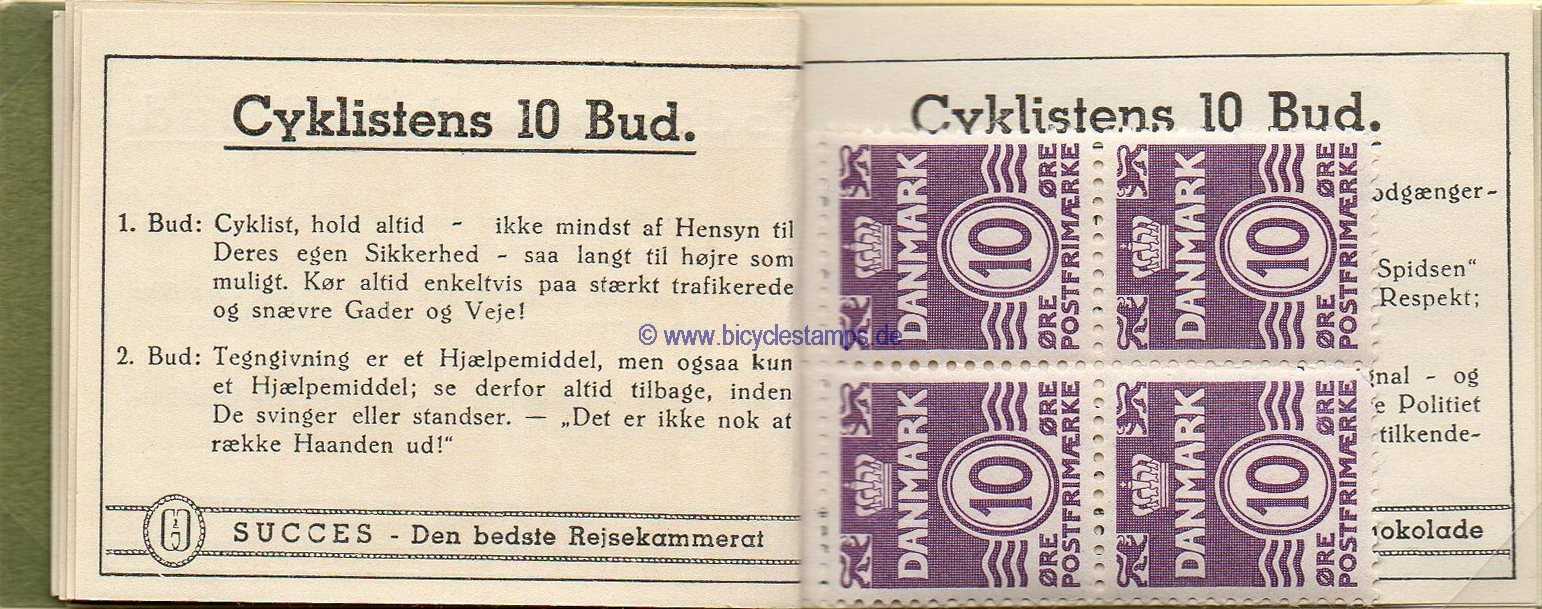 Cyklistens 10 Bud.
1. Bud: Cyklist, hold altid - ikke mindst af Hensyn til
Deres egen Sikkerhed - saa langt til højre som
muligt. Kør altid enkeltvis paa stærkt trafikerede
og snævre Gader og Veje!
2. Bud: Tegngivning er et Hjælpemiddel, men ogsaa kun
et Hjælpemiddel; se derfor altid tilbage, inden
De svinger eller standser. — „Det er ikke nok at
række Haanden ud!"
SUCCES - Den bedste Rejsekammerat
© www.bicyclestamps.de
Cyklistens 10 Bud.
Spidsen"
Respekt;
- og
Politiet
tilkende-
DANMARK
10
ØRE ØRE
POSTFRIMÆRKE
DANMARK
10
ØRE ØRE
POSTFRIMÆRKE
DANMARK
10
ØRE ØRE
POSTFRIMÆRKE
DANMARK
10
ØRE ØRE
POSTFRIMÆRKE